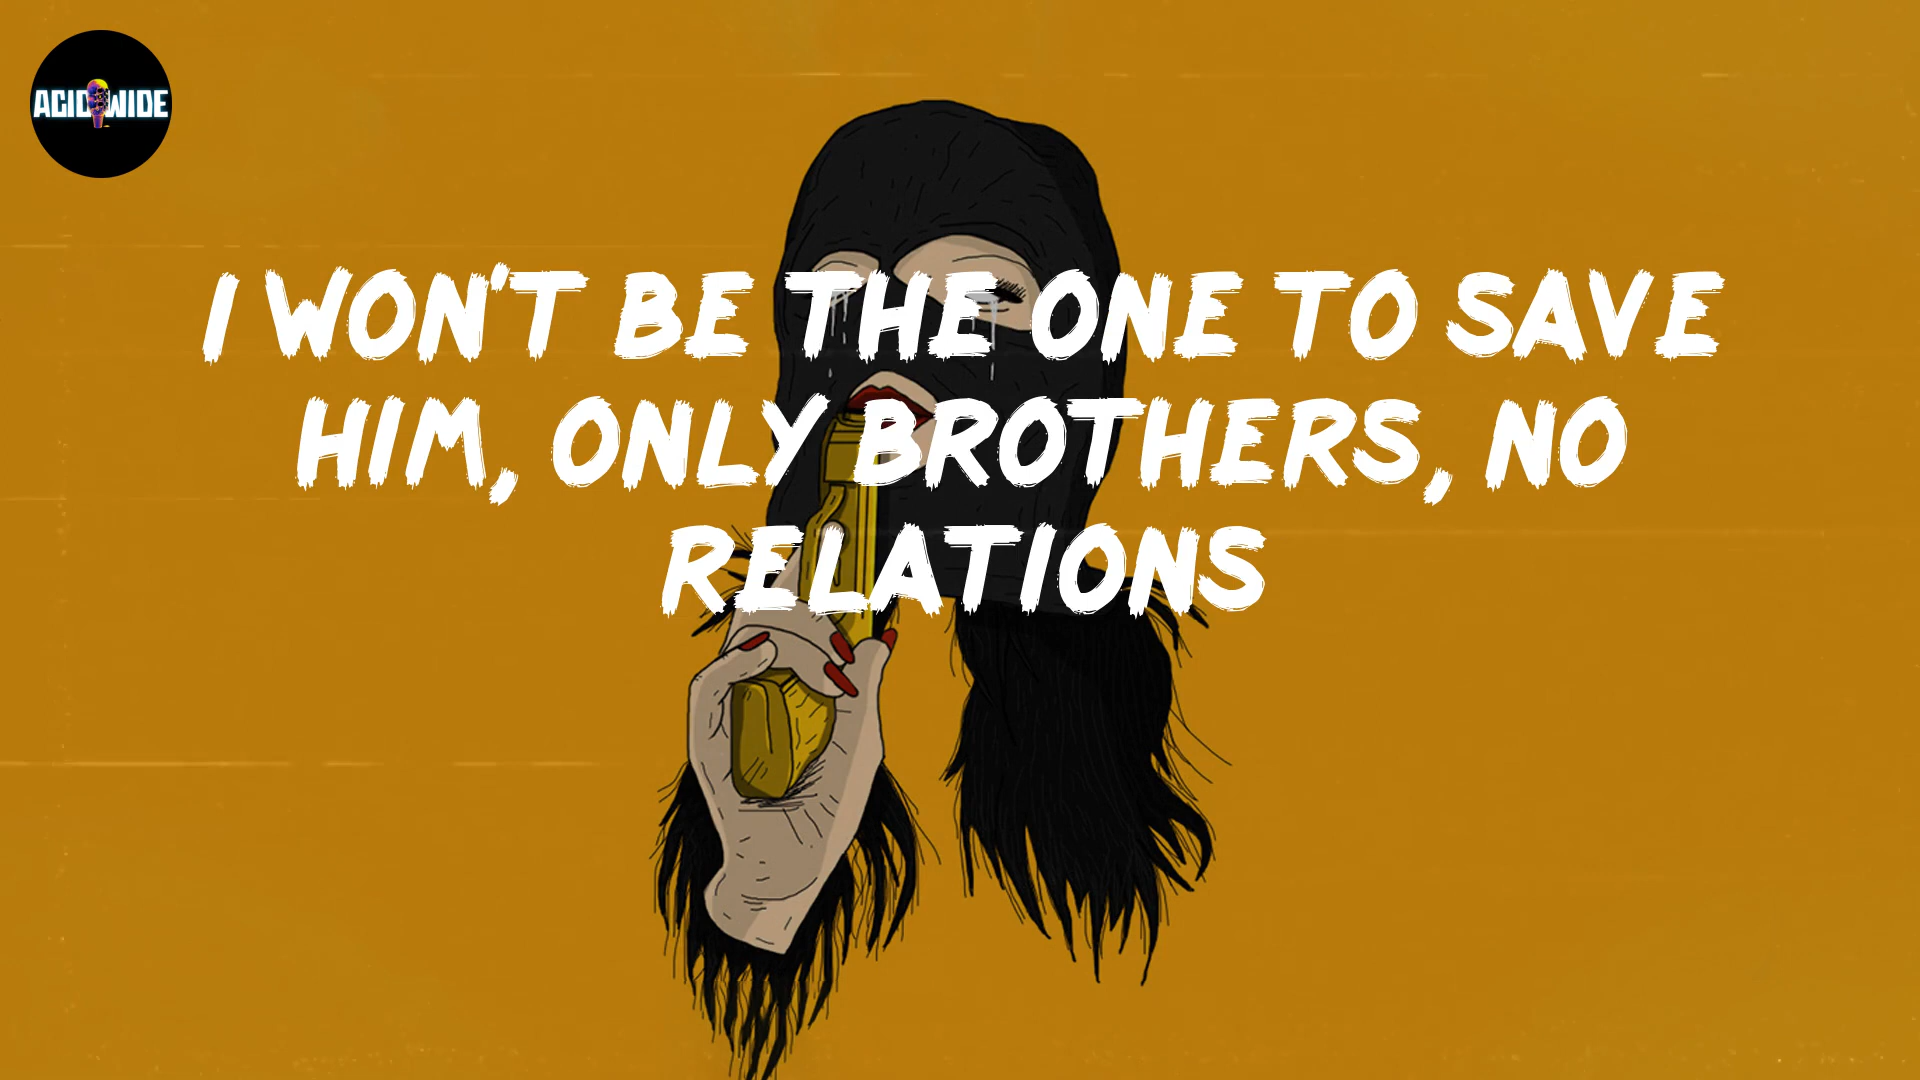 ACID WIDE
I WON'T BE THE ONE TO SAVE
HIM, ONLY BROTHERS, NO
RELATIONS